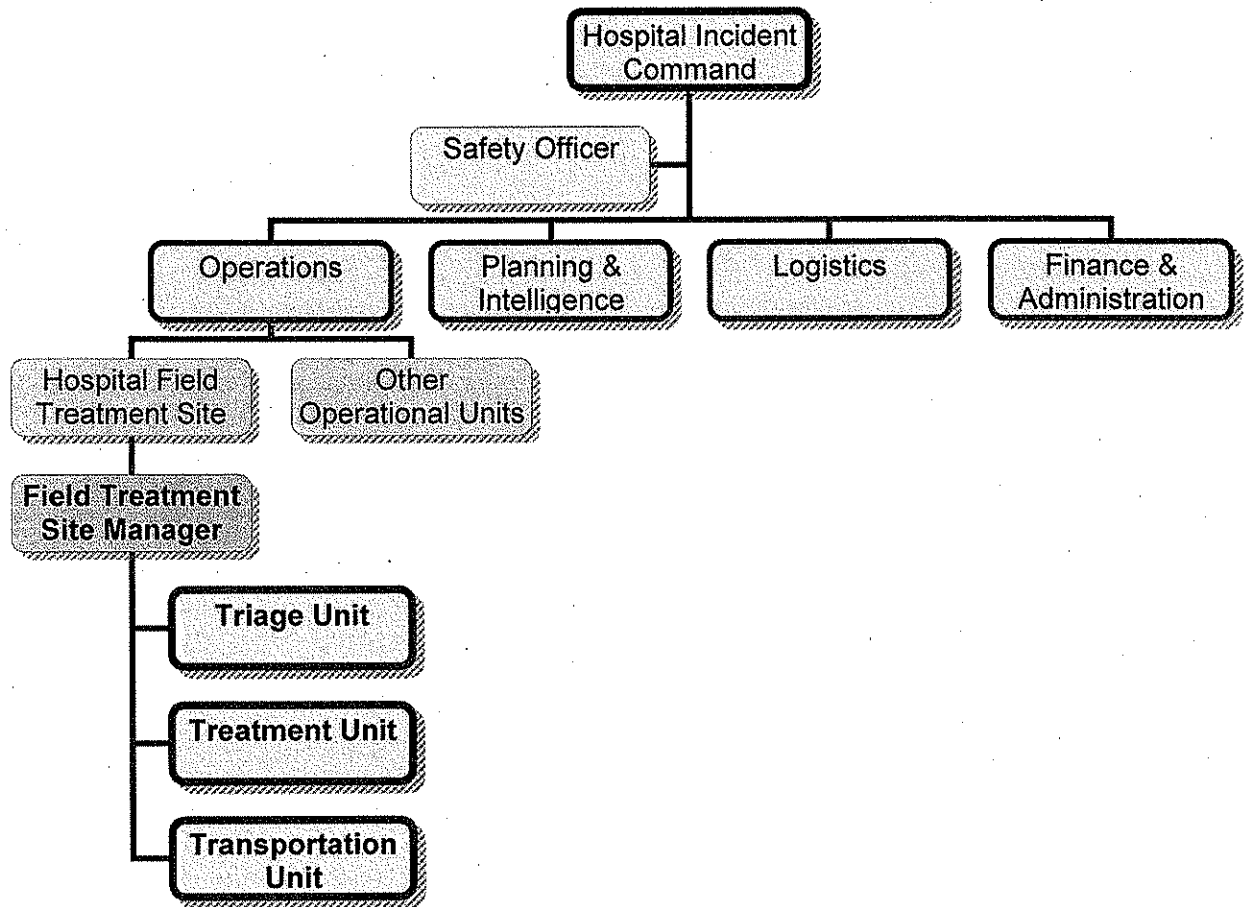 Hospital Incident
Command
Safety Officer
Operations
Planning &
Intelligence
Logistics
Finance &
Administration
Hospital Field
Treatment Site
Other
Operational Units
Field Treatment
Site Manager
Triage Unit
Treatment Unit
Transportation
Unit